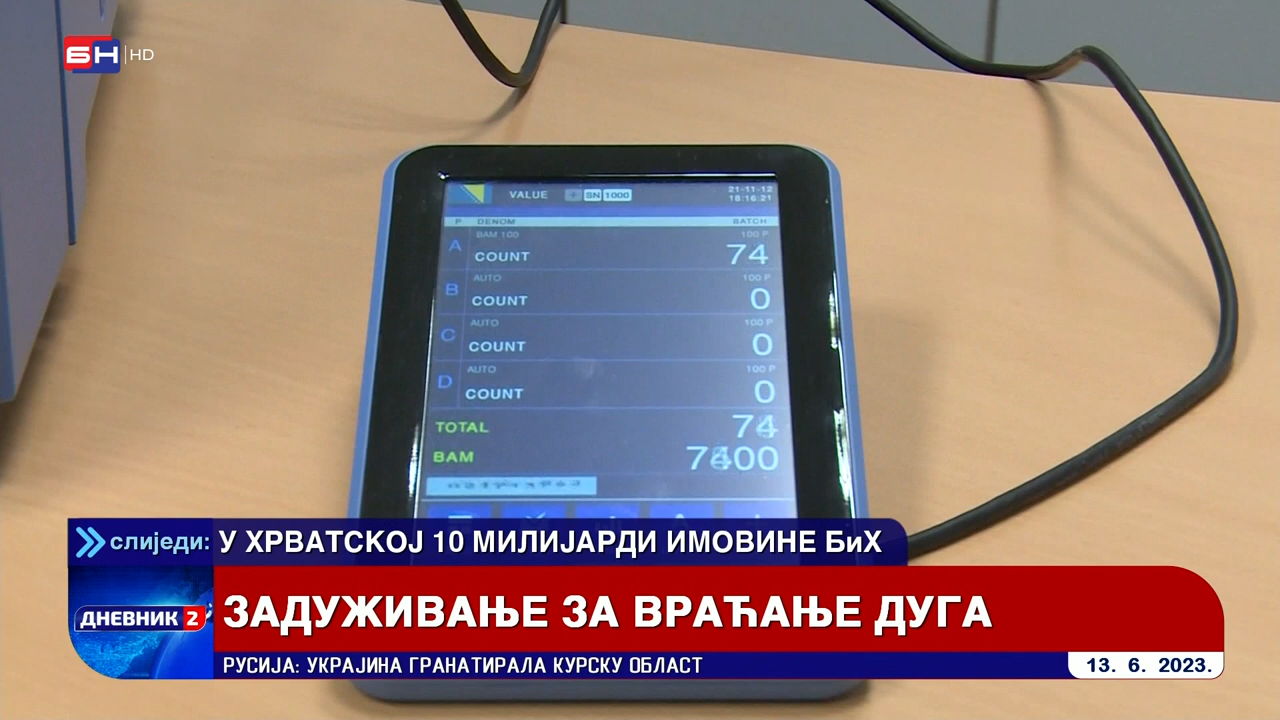 БН HD
VALUE + SN 1000 21-11-12
18:16:21
P DENOM BATCH
BAM 100 100 P
A COUNT 74
AUTO 100 P
B COUNT 0
AUTO 100 P
C COUNT 0
AUTO 100 P
D COUNT 0
TOTAL 74
BAM 7400
слиједи: У ХРВАТСКОЈ 10 МИЛИЈАРДИ ИМОВИНЕ БиХ
ДНЕВНИК 2 ЗАДУЖИВАЊЕ ЗА ВРАЋАЊЕ ДУГА
РУСИЈА: УКРАЈИНА ГРАНАТИРАЛА КУРСКУ ОБЛАСТ 13. 6. 2023.